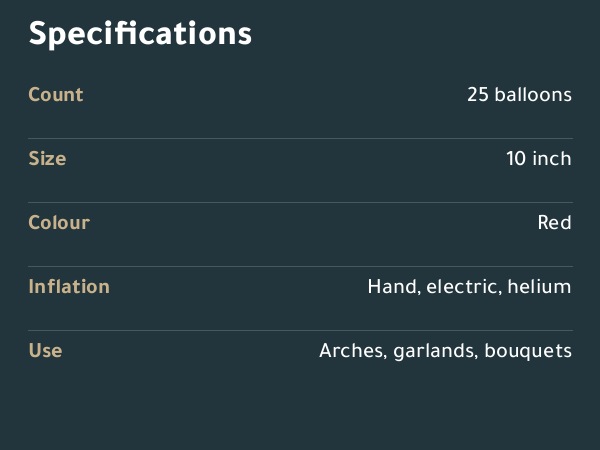 Specifications
Count 25 balloons
Size 10 inch
Colour Red
Inflation Hand, electric, helium
Use Arches, garlands, bouquets